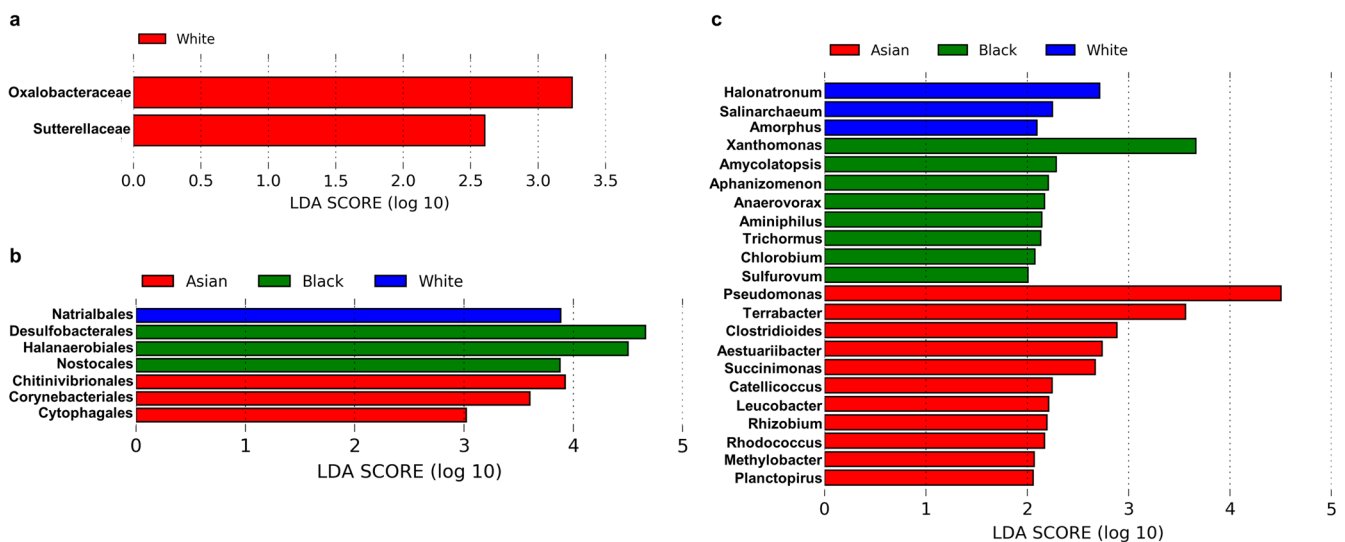 a
White
Oxalobacteraceae
Sutterellaceae
0.0 0.5 1.0 1.5 2.0 2.5 3.0 3.5
LDA SCORE (log 10)
b
Asian Black White
Natrialbales
Desulfobacterales
Halanaerobiales
Nostocales
Chitinivibrionales
Corynebacteriales
Cytophagales
0 1 2 3 4 5
LDA SCORE (log 10)
c
Asian Black White
Halonatronum
Salinarchaeum
Amorphus
Xanthomonas
Amycolatopsis
Aphanizomenon
Anaerovorax
Aminiphilus
Trichormus
Chlorobium
Sulfurovum
Pseudomonas
Terrabacter
Clostridioides
Aestuariibacter
Succinimonas
Catellicoccus
Leucobacter
Rhizobium
Rhodococcus
Methylobacter
Planctopirus
0 1 2 3 4 5
LDA SCORE (log 10)